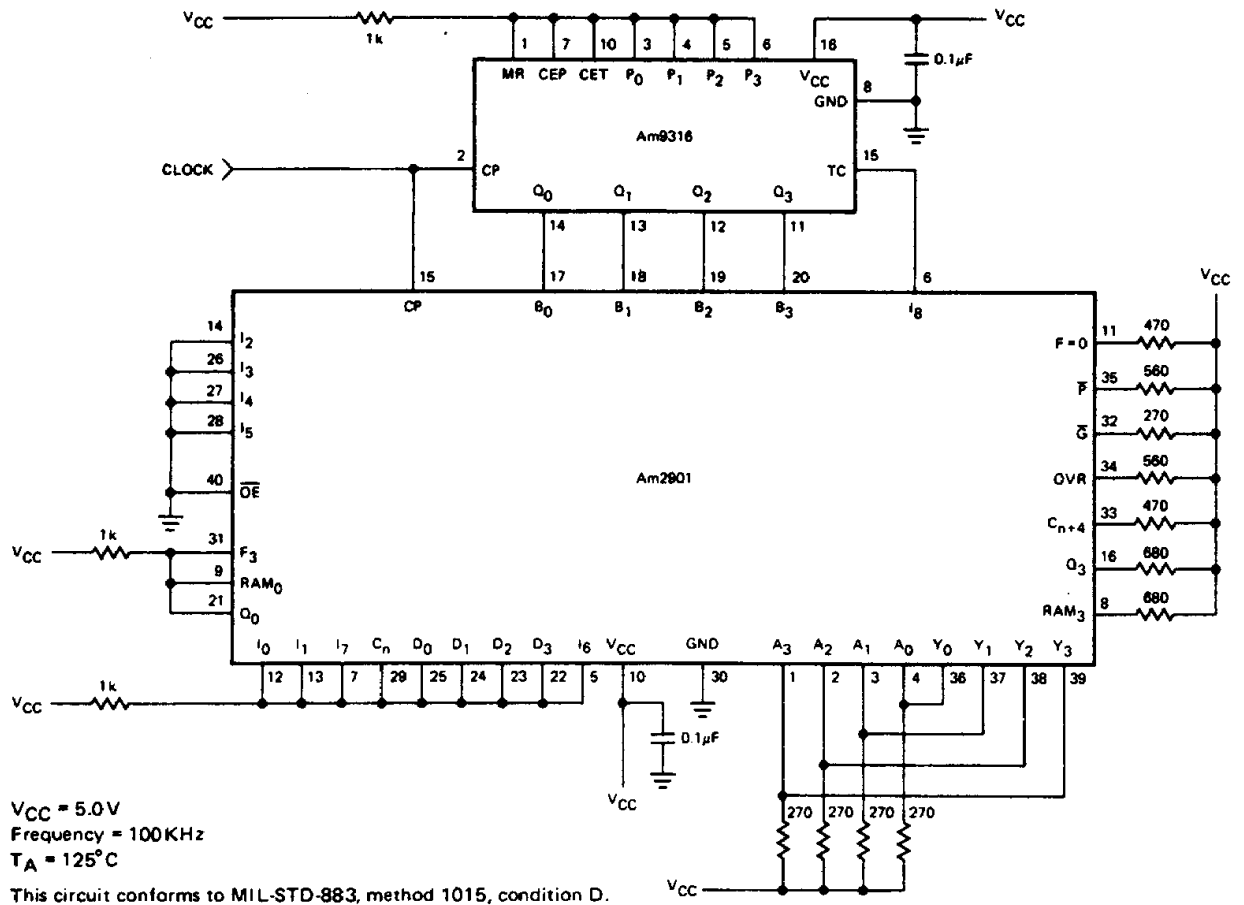 VCC 1k 1 7 10 3 4 5 6 16 VCC
MR CEP CET P0 P1 P2 P3 VCC 0.1μF
GND 8
Am9316
CLOCK 2 CP TC 15
Q0 Q1 Q2 Q3
14 13 12 11
15 17 18 19 20 6 VCC
CP B0 B1 B2 B3 I8
14 I2 F=0 11 470
26 I3 P̅ 35 560
27 I4 G̅ 32 270
28 I5 OVR 34 560
40 O̅E̅ Am2901
Cn+4 33 470
VCC 1k 31 F3 Q3 16 680
9 RAM0
21 Q0 RAM3 8 680
I0 I1 I7 Cn D0 D1 D2 D3 I6 VCC GND A3 A2 A1 A0 Y0 Y1 Y2 Y3
12 13 7 29 25 24 23 22 5 10 30 1 2 3 4 36 37 38 39
VCC 1k
0.1μF
VCC
270 270 270 270
VCC
VCC = 5.0V
Frequency = 100KHz
TA = 125°C
This circuit conforms to MIL-STD-883, method 1015, condition D.